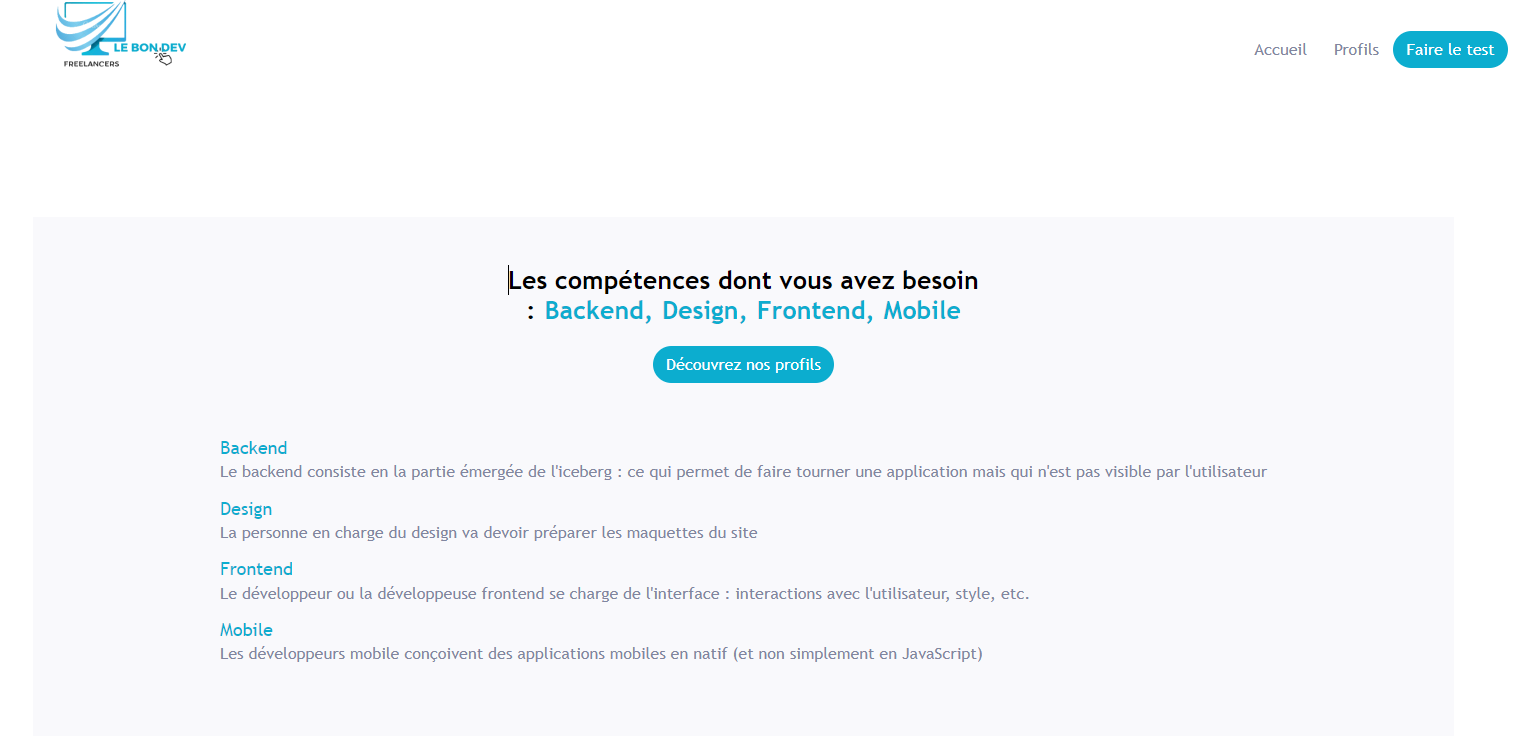 LE BON DEV
FREELANCERS
Accueil Profils Faire le test
Les compétences dont vous avez besoin
: Backend, Design, Frontend, Mobile
Découvrez nos profils
Backend
Le backend consiste en la partie émergée de l'iceberg : ce qui permet de faire tourner une application mais qui n'est pas visible par l'utilisateur
Design
La personne en charge du design va devoir préparer les maquettes du site
Frontend
Le développeur ou la développeuse frontend se charge de l'interface : interactions avec l'utilisateur, style, etc.
Mobile
Les développeurs mobile conçoivent des applications mobiles en natif (et non simplement en JavaScript)